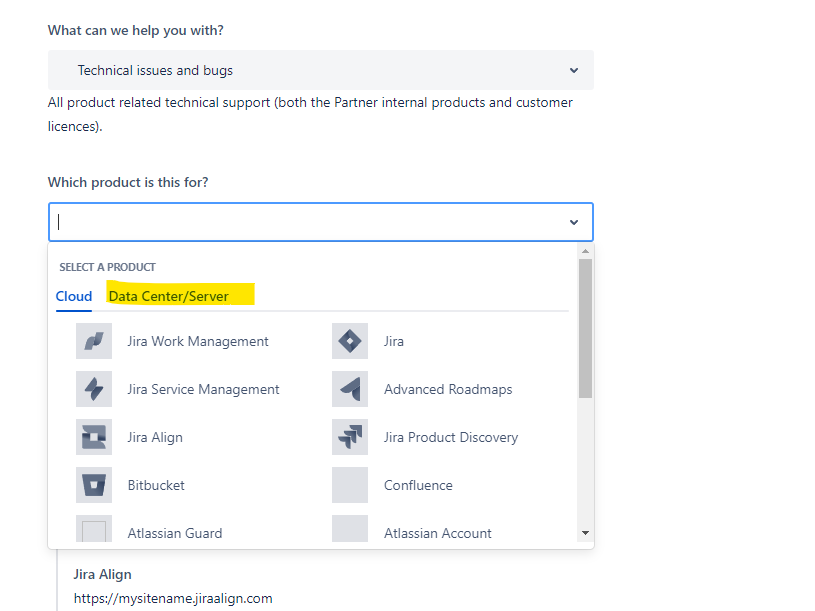 What can we help you with?
Technical issues and bugs
All product related technical support (both the Partner internal products and customer
licences).
Which product is this for?
SELECT A PRODUCT
Cloud Data Center/Server
Jira Work Management Jira
Jira Service Management Advanced Roadmaps
Jira Align Jira Product Discovery
Bitbucket Confluence
Atlassian Guard Atlassian Account
Jira Align
https://mysitename.jiraalign.com